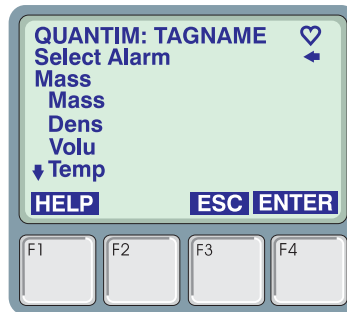 QUANTIM: TAGNAME
Select Alarm
Mass
Mass
Dens
Volu
Temp
HELP ESC ENTER
F1 F2 F3 F4